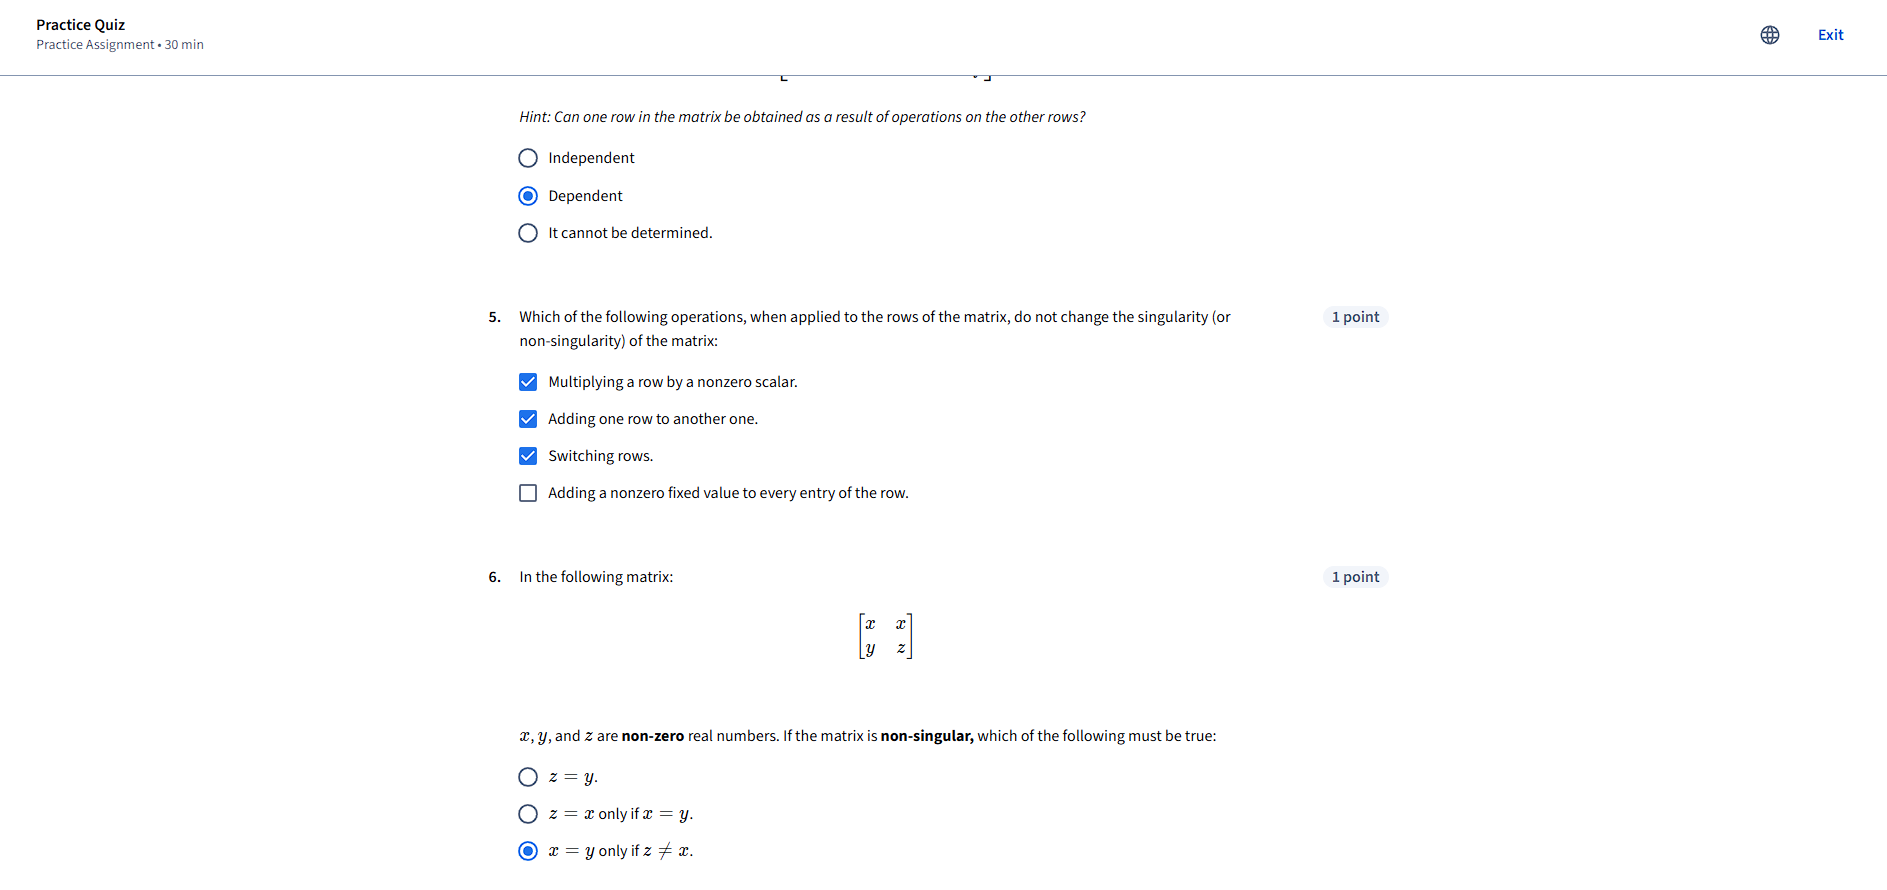 Practice Quiz
Practice Assignment • 30 min
Exit
Hint: Can one row in the matrix be obtained as a result of operations on the other rows?
Independent
Dependent
It cannot be determined.
5. Which of the following operations, when applied to the rows of the matrix, do not change the singularity (or
1 point
non-singularity) of the matrix:
Multiplying a row by a nonzero scalar.
Adding one row to another one.
Switching rows.
Adding a nonzero fixed value to every entry of the row.
6. In the following matrix:
1 point
x x
y z
x, y, and z are non-zero real numbers. If the matrix is non-singular, which of the following must be true:
z = y.
z = x only if x = y.
x = y only if z ≠ x.